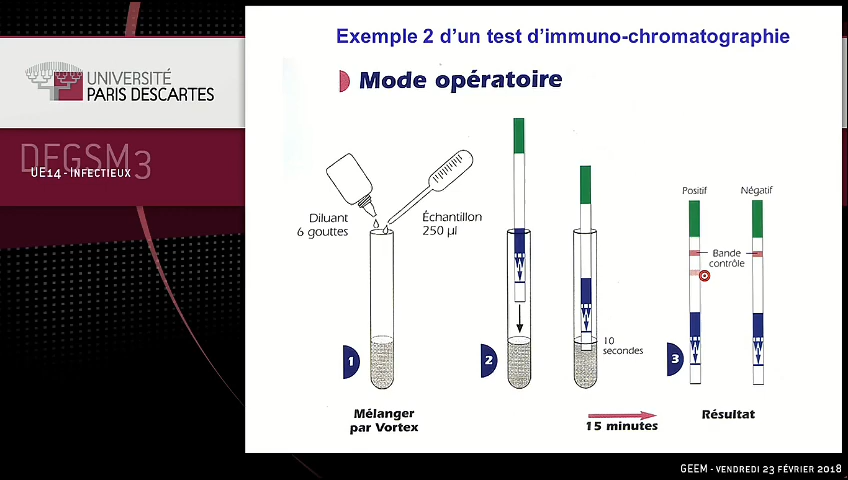 Exemple 2 d'un test d'immuno-chromatographie
UNIVERSITÉ
PARIS DESCARTES
DFGSM3
UE14 - INFECTIEUX
Mode opératoire
Diluant
6 gouttes
Échantillon
250 µl
Positif
Négatif
Bande
contrôle
10
secondes
1
2
3
Mélanger
par Vortex
15 minutes
Résultat
GEEM - VENDREDI 23 FÉVRIER 2018